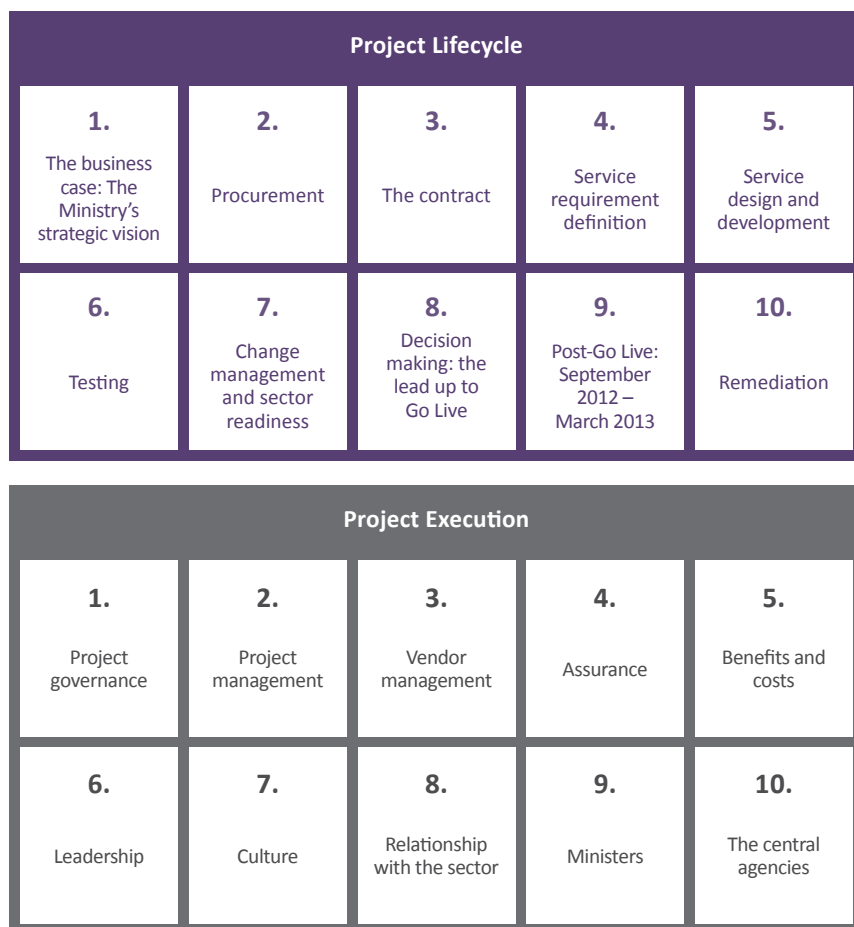 Project Lifecycle
1.
The business
case: The
Ministry’s
strategic vision
2.
Procurement
3.
The contract
4.
Service
requirement
definition
5.
Service
design and
development
6.
Testing
7.
Change
management
and sector
readiness
8.
Decision
making: the
lead up to
Go Live
9.
Post-Go Live:
September
2012 –
March 2013
10.
Remediation
Project Execution
1.
Project
governance
2.
Project
management
3.
Vendor
management
4.
Assurance
5.
Benefits and
costs
6.
Leadership
7.
Culture
8.
Relationship
with the sector
9.
Ministers
10.
The central
agencies